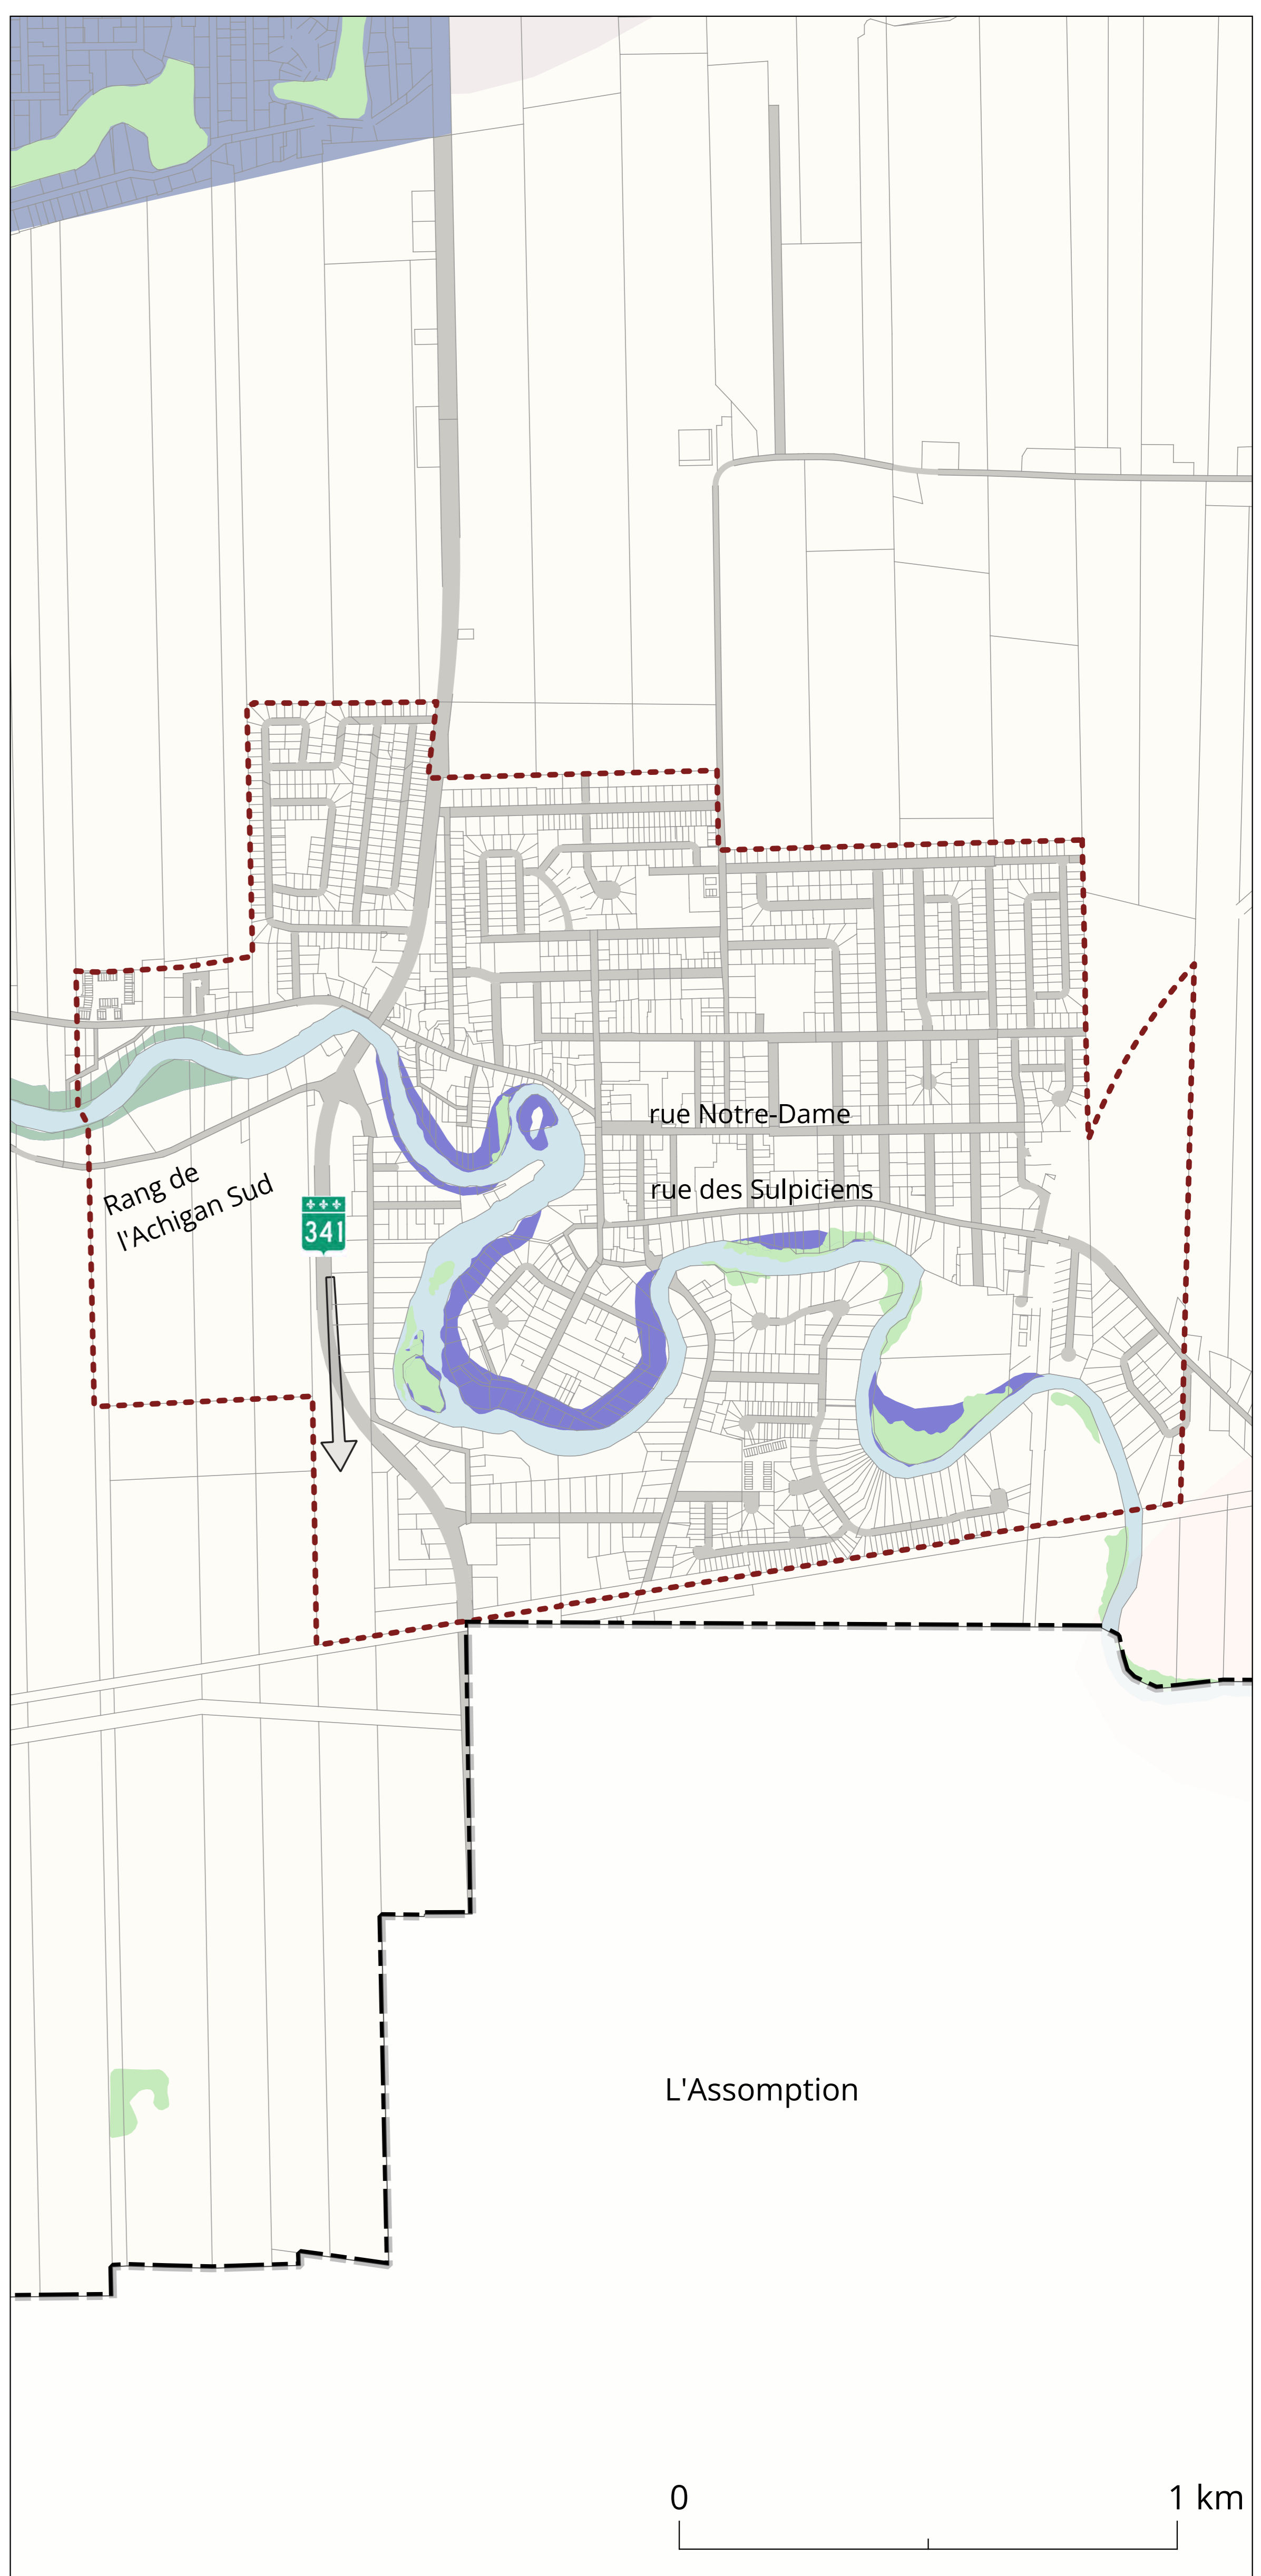 rue Notre-Dame
rue des Sulpiciens
Rang de
l'Achigan Sud
341
L'Assomption
0
1 km